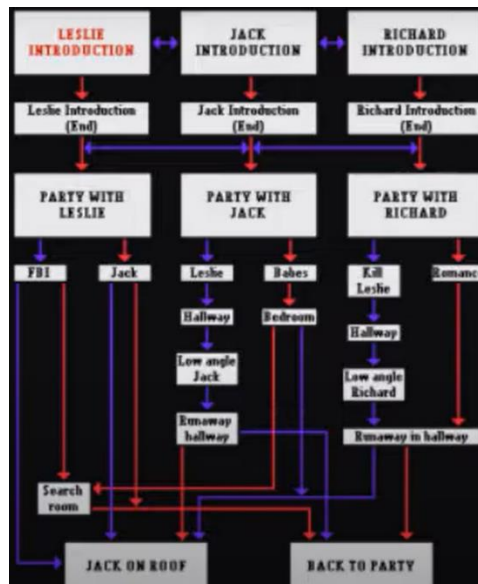 LESLIE
INTRODUCTION
JACK
INTRODUCTION
RICHARD
INTRODUCTION
Leslie Introduction
(End)
Jack Introduction
(End)
Richard Introduction
(End)
PARTY WITH
LESLIE
PARTY WITH
JACK
PARTY WITH
RICHARD
FBI
Jack
Leslie
Babes
Kill
Leslie
Romance
Hallway
Bedroom
Hallway
Low angle
Jack
Low angle
Richard
Runaway
hallway
Runaway in hallway
Search
room
JACK ON ROOF
BACK TO PARTY